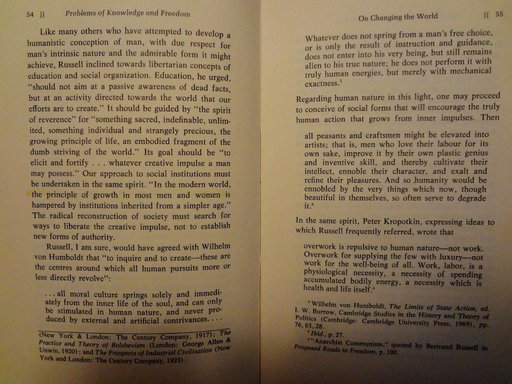 54 ]] Problems of Knowledge and Freedom
Like many others who have attempted to develop a
humanistic conception of man, with due respect for
man's intrinsic nature and the admirable form it might
achieve, Russell inclined towards libertarian concepts of
education and social organization. Education, he urged,
"should not aim at a passive awareness of dead facts,
but at an activity directed towards the world that our
efforts are to create." It should be guided by "the spirit
of reverence" for "something sacred, indefinable, unlim-
ited, something individual and strangely precious, the
growing principle of life, an embodied fragment of the
dumb striving of the world." Its goal should be "to
elicit and fortify . . . whatever creative impulse a man
may possess." Our approach to social institutions must
be undertaken in the same spirit. "In the modern world,
the principle of growth in most men and women is
hampered by institutions inherited from a simpler age."
The radical reconstruction of society must search for
ways to liberate the creative impulse, not to establish
new forms of authority.
Russell, I am sure, would have agreed with Wilhelm
von Humboldt that "to inquire and to create—these are
the centres around which all human pursuits more or
less directly revolve":
. . . all moral culture springs solely and immedi-
ately from the inner life of the soul, and can only
be stimulated in human nature, and never pro-
duced by external and artificial contrivances. . . .
(New York & London: The Century Company, 1917); The
Practice and Theory of Bolshevism (London: George Allen &
Unwin, 1920); and The Prospects of Industrial Civilization (New
York and London: The Century Company, 1923).
On Changing the World [[ 55
Whatever does not spring from a man's free choice,
or is only the result of instruction and guidance,
does not enter into his very being, but still remains
alien to his true nature; he does not perform it with
truly human energies, but merely with mechanical
exactness.²
Regarding human nature in this light, one may proceed
to conceive of social forms that will encourage the truly
human action that grows from inner impulses. Then
all peasants and craftsmen might be elevated into
artists; that is, men who love their labour for its
own sake, improve it by their own plastic genius
and inventive skill, and thereby cultivate their
intellect, ennoble their character, and exalt and
refine their pleasures. And so humanity would be
ennobled by the very things which now, though
beautiful in themselves, so often serve to degrade
it.³
In the same spirit, Peter Kropotkin, expressing ideas to
which Russell frequently referred, wrote that
overwork is repulsive to human nature—not work.
Overwork for supplying the few with luxury—not
work for the well-being of all. Work, labor, is a
physiological necessity, a necessity of spending
accumulated bodily energy, a necessity which is
health and life itself.⁴
² Wilhelm von Humboldt, The Limits of State Action, ed.
J. W. Burrow, Cambridge Studies in the History and Theory of
Politics (Cambridge: Cambridge University Press, 1969), pp.
76, 63, 28.
³ Ibid., p. 27.
⁴ "Anarchist Communism," quoted by Bertrand Russell in
Proposed Roads to Freedom, p. 100.